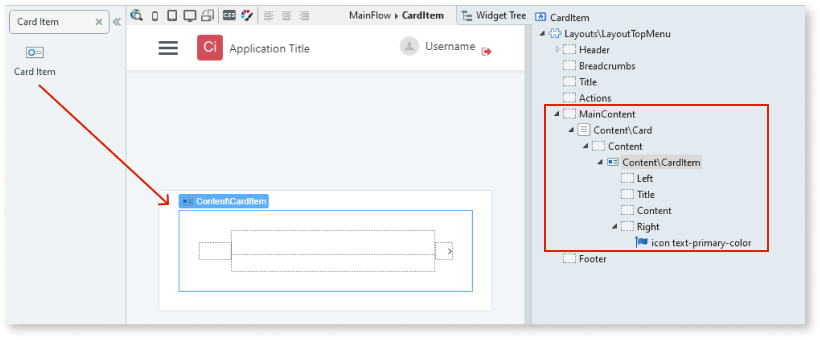 Card Item
Card Item
CSS
MainFlow
CardItem
Widget Tree
Ci
Application Title
Username
Content\CardItem
CardItem
Layouts\LayoutTopMenu
Header
Breadcrumbs
Title
Actions
MainContent
Content\Card
Content
Content\CardItem
Left
Title
Content
Right
icon text-primary-color
Footer